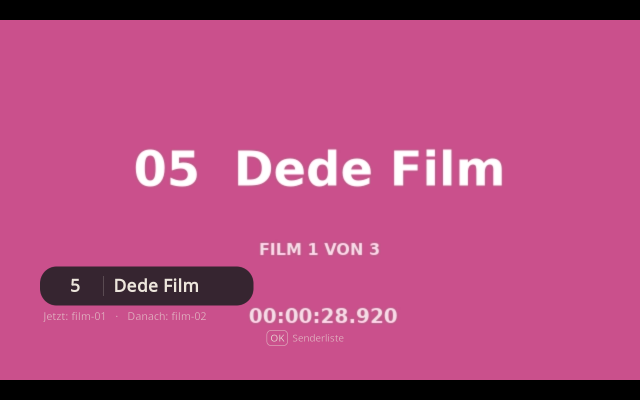 05 Dede Film
FILM 1 VON 3
5 Dede Film
Jetzt: film-01 · Danach: film-02
00:00:28.920
OK Senderliste